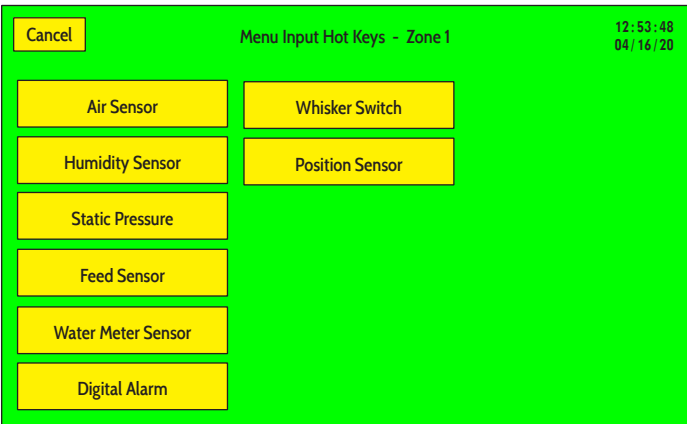 Cancel
Menu Input Hot Keys - Zone 1
12:53:48
04/16/20
Air Sensor
Humidity Sensor
Static Pressure
Feed Sensor
Water Meter Sensor
Digital Alarm
Whisker Switch
Position Sensor